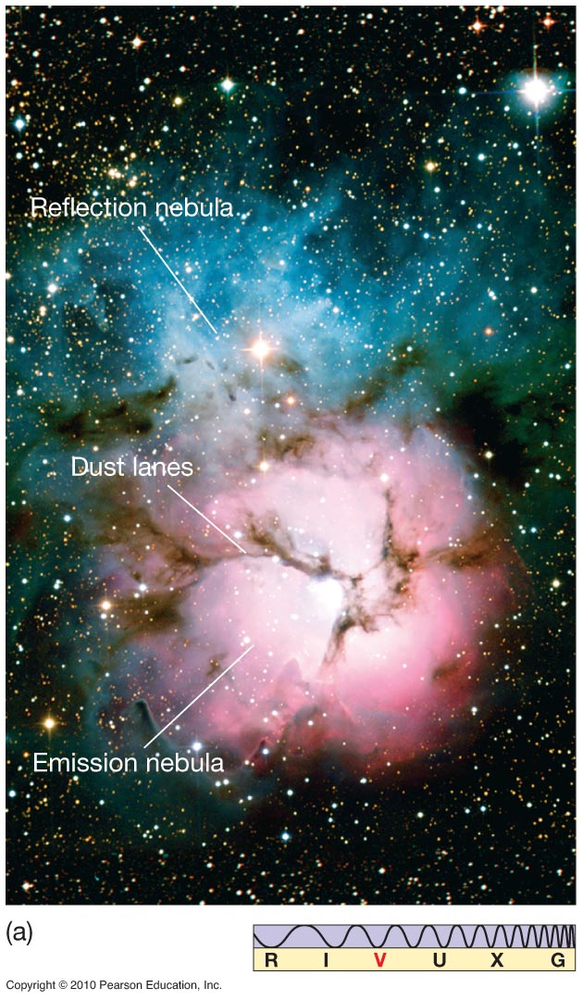 Reflection nebula
Dust lanes
Emission nebula
(a)
R I V U X G
Copyright © 2010 Pearson Education, Inc.